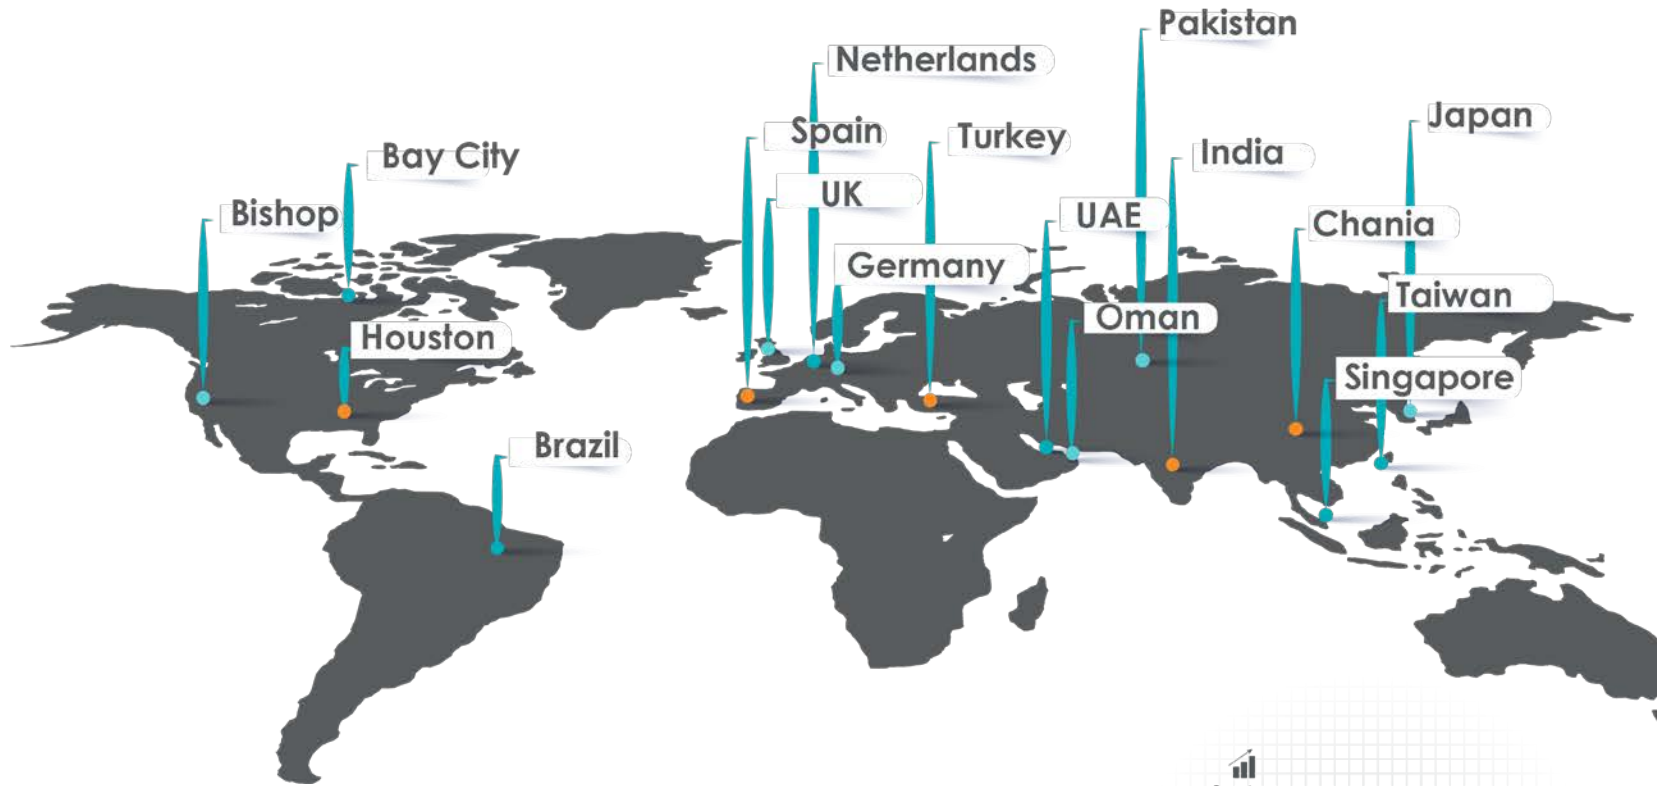 Pakistan
Netherlands
Japan
Spain
Turkey
Bay City
India
UK
Bishop
UAE
Chania
Germany
Taiwan
Oman
Houston
Singapore
Brazil